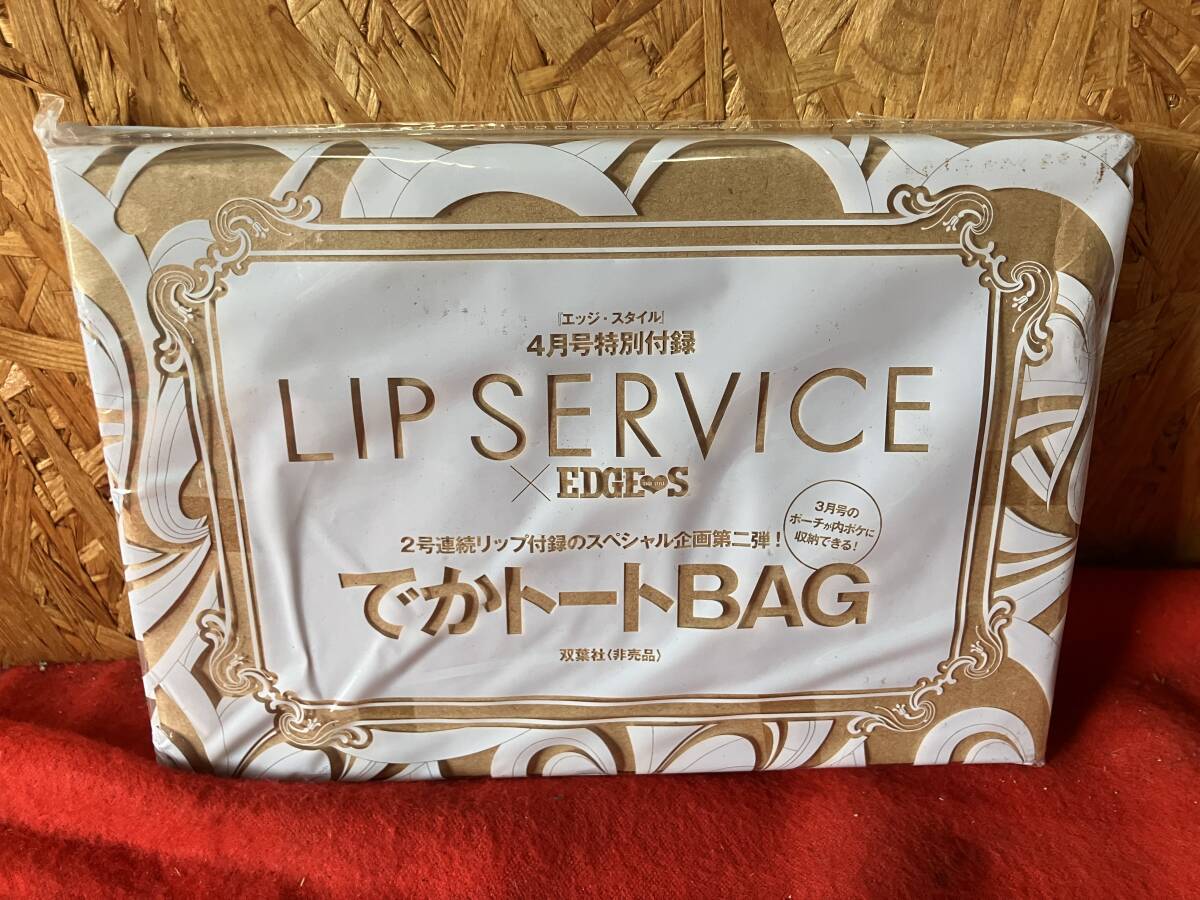 『エッジ・スタイル』
4月号特別付録
LIP SERVICE
×EDGE♥S
2号連続リップ付録のスペシャル企画第二弾！
3月号の
ポーチが内ポケに
収納できる！
でかトートBAG
双葉社〈非売品〉